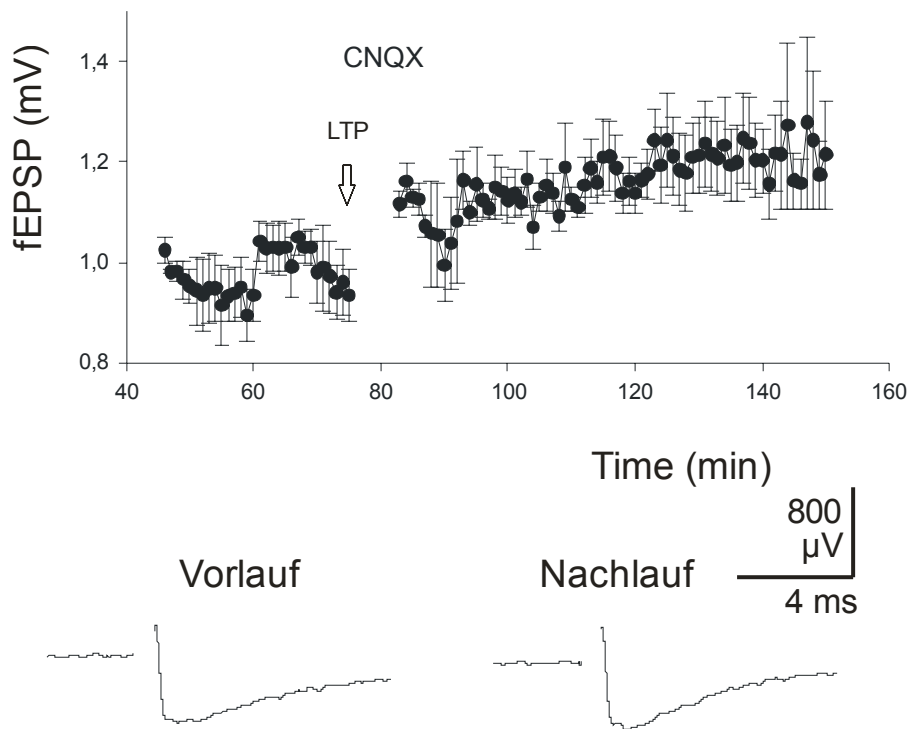 fEPSP (mV)
1,4
1,2
1,0
0,8
CNQX
LTP
40 60 80 100 120 140 160
Time (min)
800
µV
4 ms
Vorlauf Nachlauf